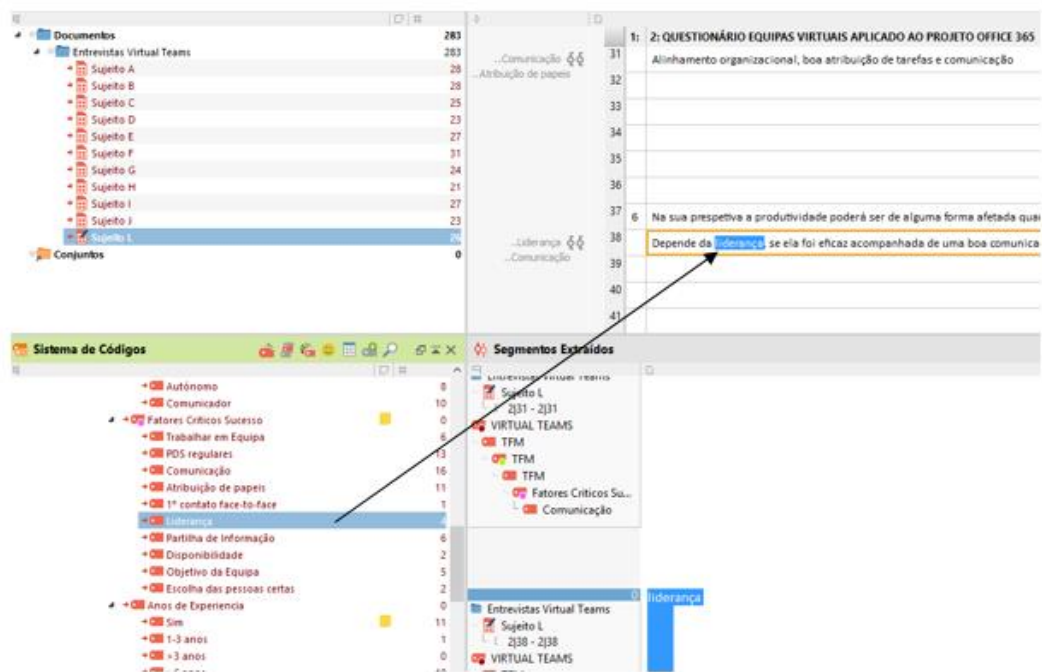 Documentos 283
Entrevistas Virtual Teams 283
Sujeito A 28
Sujeito B 28
Sujeito C 25
Sujeito D 23
Sujeito E 27
Sujeito F 31
Sujeito G 24
Sujeito H 21
Sujeito I 27
Sujeito J 23
Sujeito L 26
Conjuntos 0
..Comunicação
..Atribuição de papeis
..Liderança
..Comunicação
1: 2: QUESTIONÁRIO EQUIPAS VIRTUAIS APLICADO AO PROJETO OFFICE 365
31 Alinhamento organizacional, boa atribuição de tarefas e comunicação
32
33
34
35
36
37 6 Na sua prespetiva a produtividade poderá ser de alguma forma afetada qua
38 Depende da liderança, se ela foi eficaz acompanhada de uma boa comunica
39
40
41
Sistema de Códigos
Autónomo 8
Comunicador 10
Fatores Críticos Sucesso 0
Trabalhar em Equipa 6
PDS regulares 13
Comunicação 16
Atribuição de papeis 11
1º contato face-to-face 1
Liderança 4
Partilha de Informação 6
Disponibilidade 2
Objetivo da Equipa 5
Escolha das pessoas certas 2
Anos de Experiencia 0
Sim 11
1-3 anos 1
>3 anos 0
Segmentos Extraídos
Entrevistas Virtual Teams
Sujeito L
2|31 - 2|31
VIRTUAL TEAMS
TFM
TFM
TFM
Fatores Críticos Su...
Comunicação
0 liderança
Entrevistas Virtual Teams
Sujeito L
2|38 - 2|38
VIRTUAL TEAMS